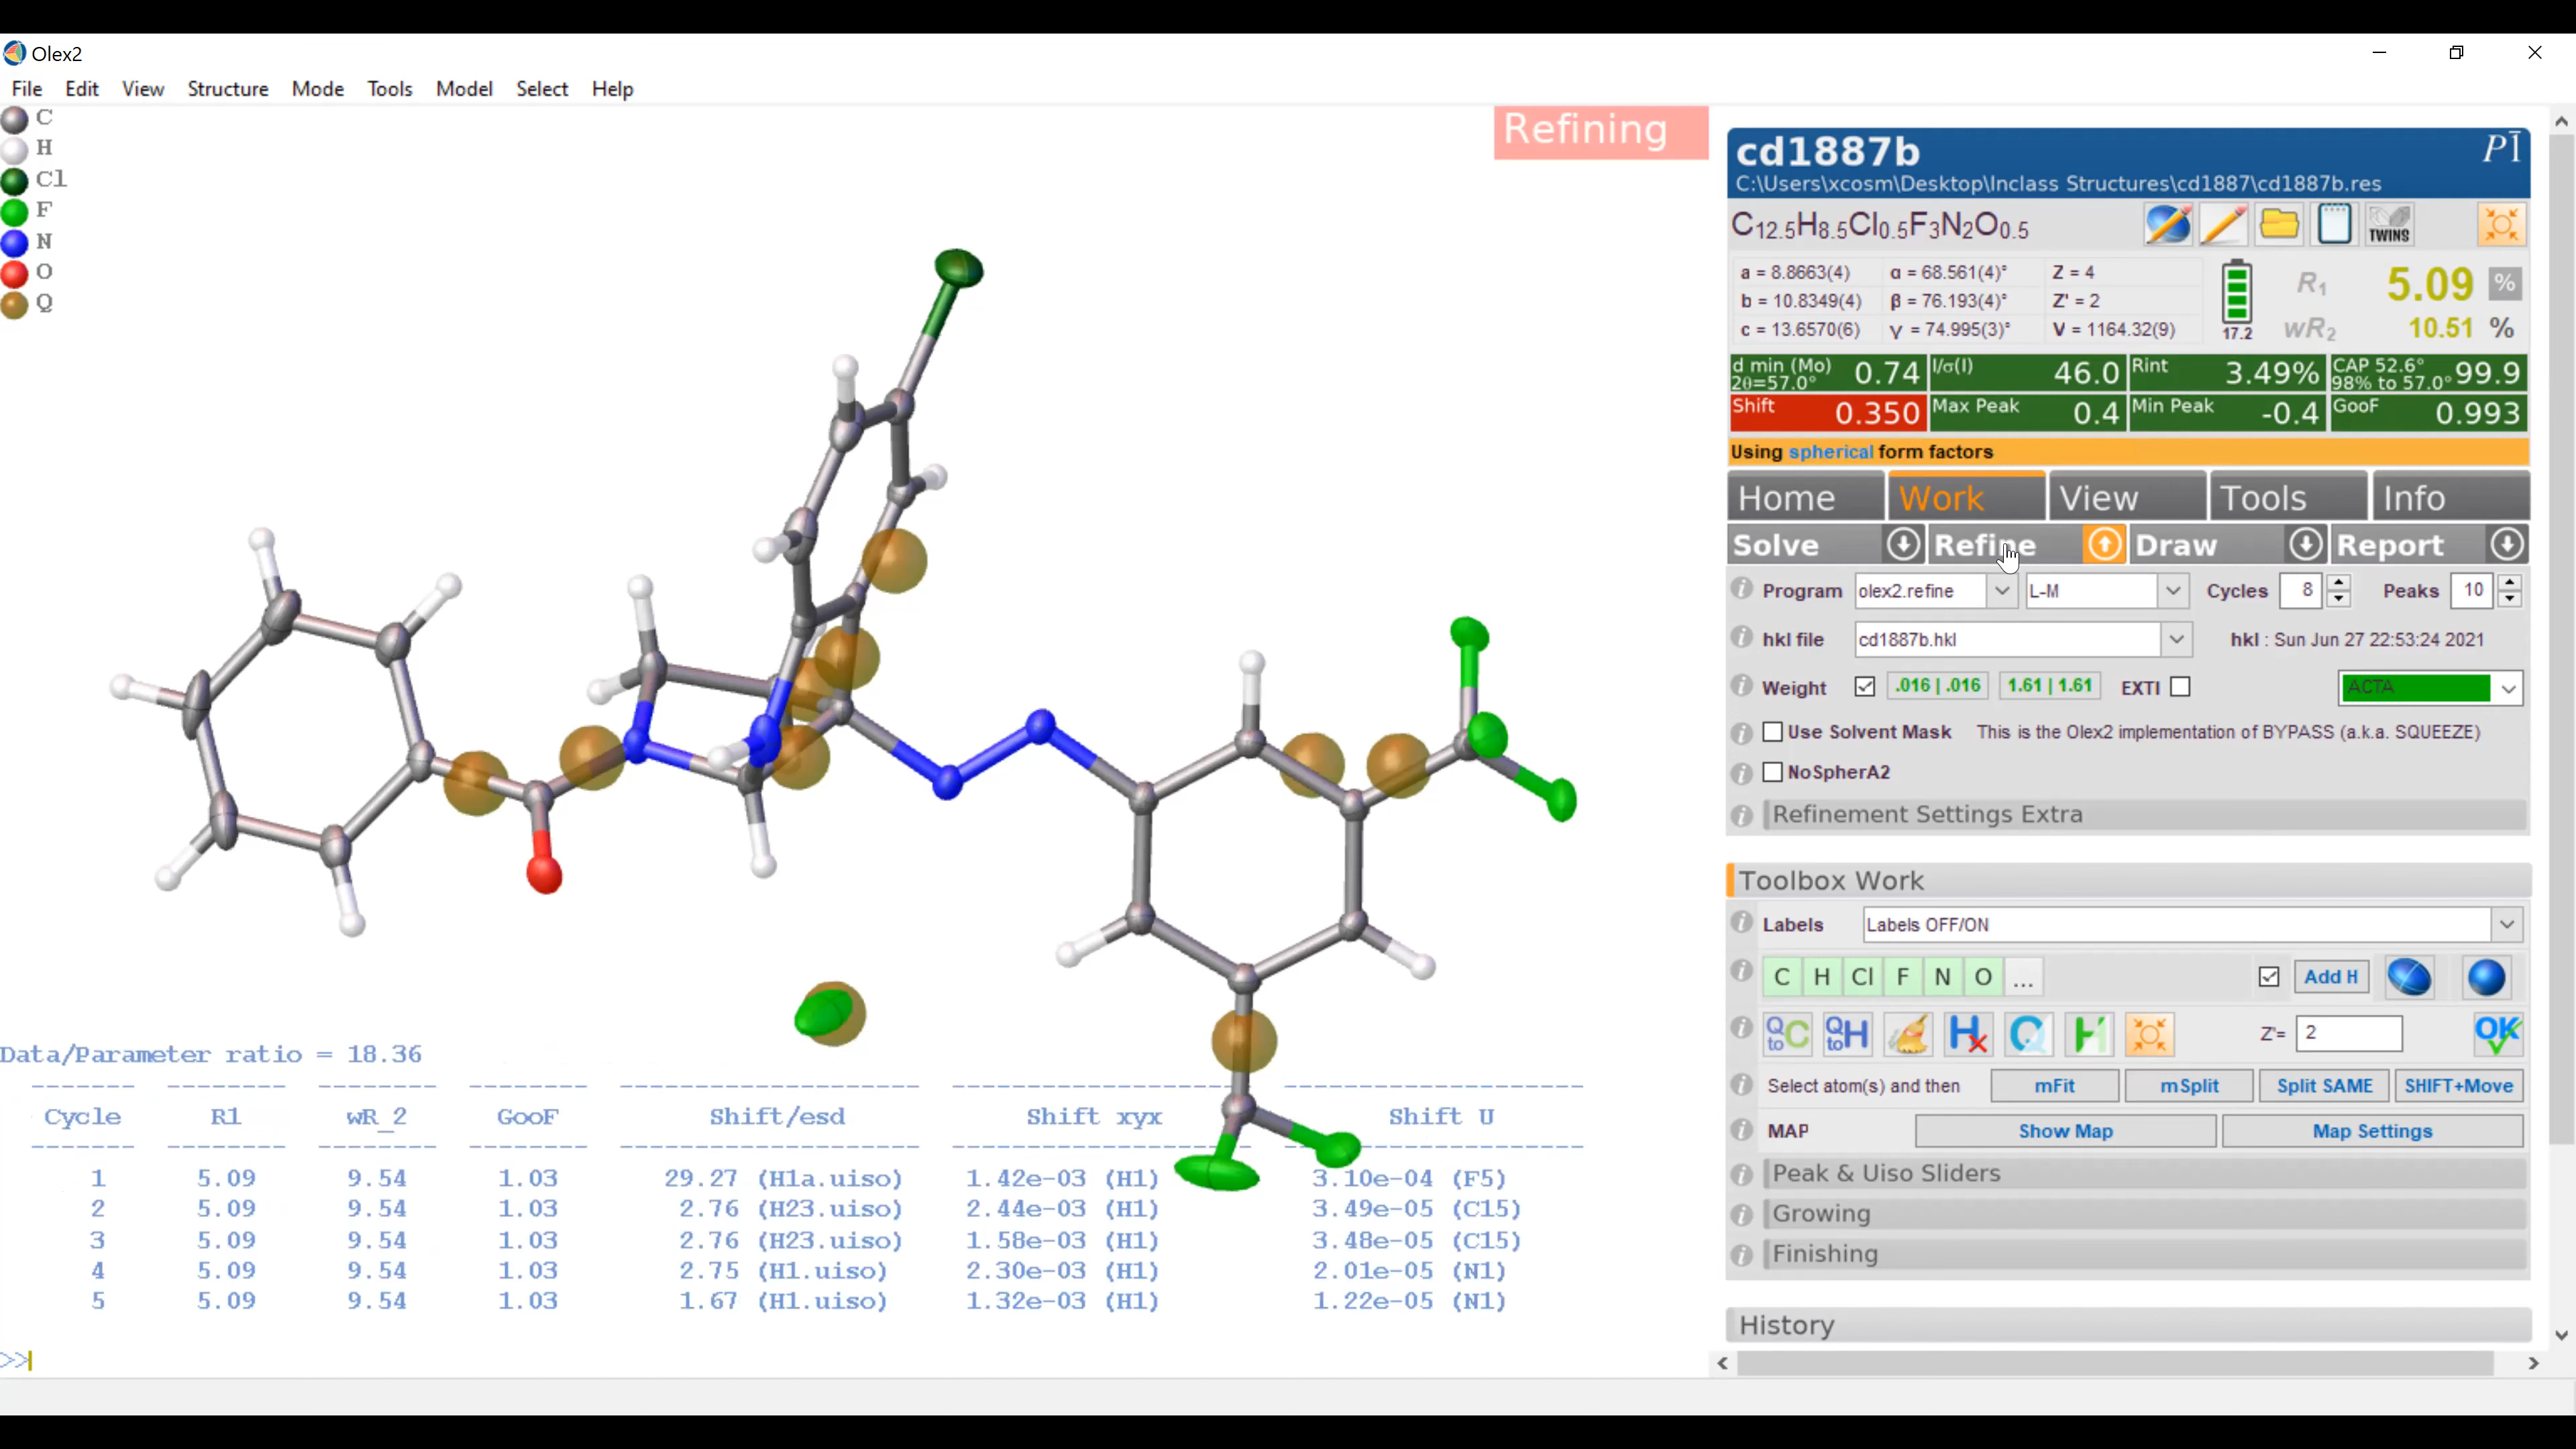 Olex2
File Edit View Structure Mode Tools Model Select Help
C
H
Cl
F
N
O
Q
Refining
cd1887b P1̅
C:\Users\xcosm\Desktop\Inclass Structures\cd1887\cd1887b.res
C12.5H8.5Cl0.5F3N2O0.5 TWINS
a = 8.8663(4) α = 68.561(4)° Z = 4
b = 10.8349(4) β = 76.193(4)° Z' = 2
c = 13.6570(6) γ = 74.995(3)° V = 1164.32(9)
17.2
R1 5.09 %
wR2 10.51 %
d min (Mo) 2θ=57.0° 0.74 I/σ(I) 46.0 Rint 3.49% CAP 52.6° 98% to 57.0° 99.9
Shift 0.350 Max Peak 0.4 Min Peak -0.4 GooF 0.993
Using spherical form factors
Home Work View Tools Info
Solve Refine Draw Report
Program olex2.refine L-M Cycles 8 Peaks 10
hkl file cd1887b.hkl hkl : Sun Jun 27 22:53:24 2021
Weight .016 | .016 1.61 | 1.61 EXTI ACTA
Use Solvent Mask This is the Olex2 implementation of BYPASS (a.k.a. SQUEEZE)
NoSpherA2
Refinement Settings Extra
Toolbox Work
Labels Labels OFF/ON
C H Cl F N O ... Add H
Q to C Q to H H Q H Z'= 2 OK
Select atom(s) and then mFit mSplit Split SAME SHIFT+Move
MAP Show Map Map Settings
Peak & Uiso Sliders
Growing
Finishing
History
Data/Parameter ratio = 18.36
Cycle R1 wR_2 GooF Shift/esd Shift xyx Shift U
1 5.09 9.54 1.03 29.27 (H1a.uiso) 1.42e-03 (H1) 3.10e-04 (F5)
2 5.09 9.54 1.03 2.76 (H23.uiso) 2.44e-03 (H1) 3.49e-05 (C15)
3 5.09 9.54 1.03 2.76 (H23.uiso) 1.58e-03 (H1) 3.48e-05 (C15)
4 5.09 9.54 1.03 2.75 (H1.uiso) 2.30e-03 (H1) 2.01e-05 (N1)
5 5.09 9.54 1.03 1.67 (H1.uiso) 1.32e-03 (H1) 1.22e-05 (N1)
>>